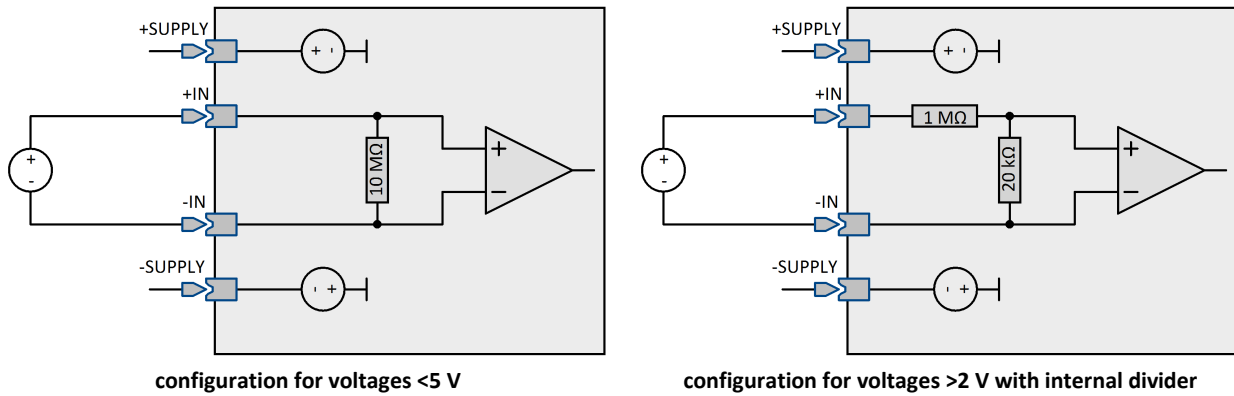 +SUPPLY
+ -
+IN
+
-
10 MΩ
+
−
-IN
-SUPPLY
- +
configuration for voltages <5 V
+SUPPLY
+ -
+IN
1 MΩ
+
-
20 kΩ
+
−
-IN
-SUPPLY
- +
configuration for voltages >2 V with internal divider